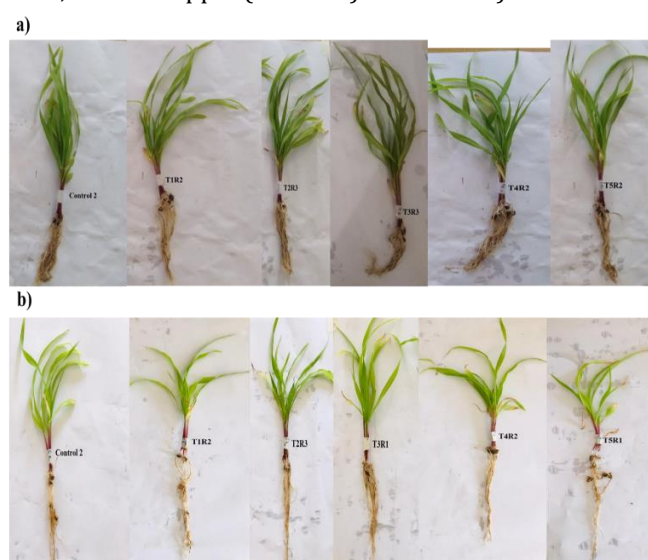 a)
Control 2
T1R2
T2R3
T3R3
T4R2
T5R2
b)
Control 2
T1R2
T2R3
T3R1
T4R2
T5R1